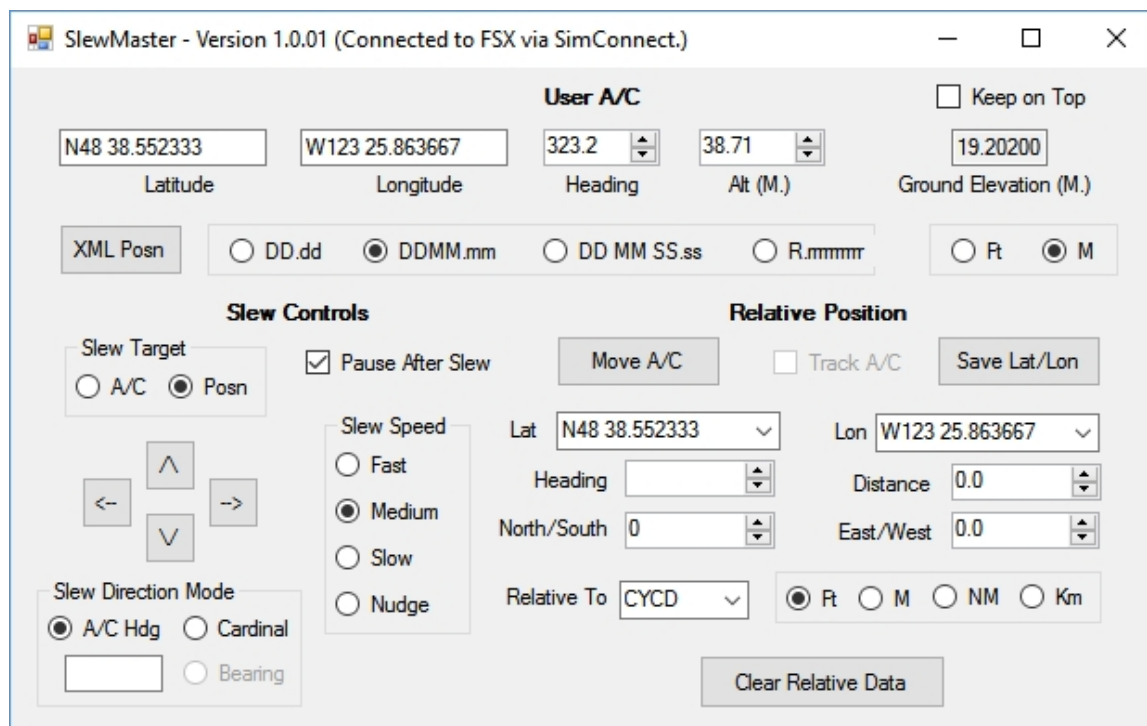 SlewMaster - Version 1.0.01 (Connected to FSX via SimConnect.)
User A/C
Keep on Top
N48 38.552333 W123 25.863667 323.2 38.71 19.20200
Latitude Longitude Heading Alt (M.) Ground Elevation (M.)
XML Posn DD.dd DDMM.mm DD MM SS.ss R.rrrrrrr Ft M
Slew Controls Relative Position
Slew Target
A/C Posn Pause After Slew Move A/C Track A/C Save Lat/Lon
Slew Speed Lat N48 38.552333 Lon W123 25.863667
^ Fast Heading Distance 0.0
<-- --> Medium North/South 0 East/West 0.0
V Slow
Slew Direction Mode Nudge Relative To CYCD Ft M NM Km
A/C Hdg Cardinal
Bearing Clear Relative Data